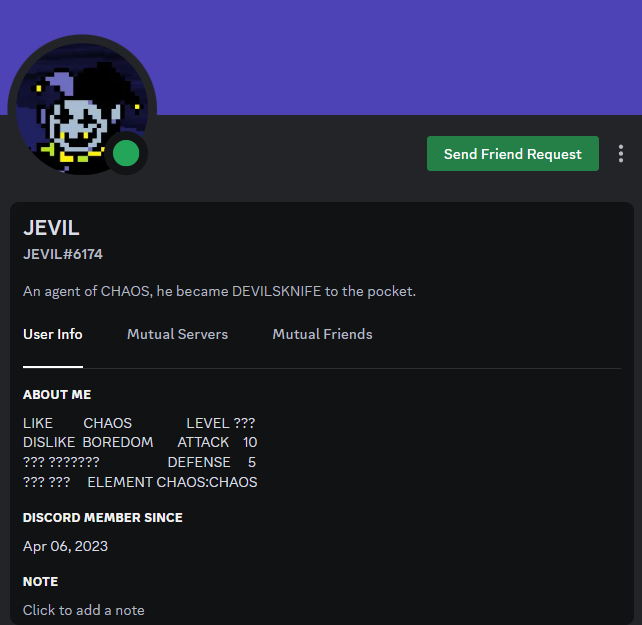 Send Friend Request
JEVIL
JEVIL#6174
An agent of CHAOS, he became DEVILSKNIFE to the pocket.
User Info Mutual Servers Mutual Friends
ABOUT ME
LIKE CHAOS LEVEL ???
DISLIKE BOREDOM ATTACK 10
??? ??????? DEFENSE 5
??? ??? ELEMENT CHAOS:CHAOS
DISCORD MEMBER SINCE
Apr 06, 2023
NOTE
Click to add a note